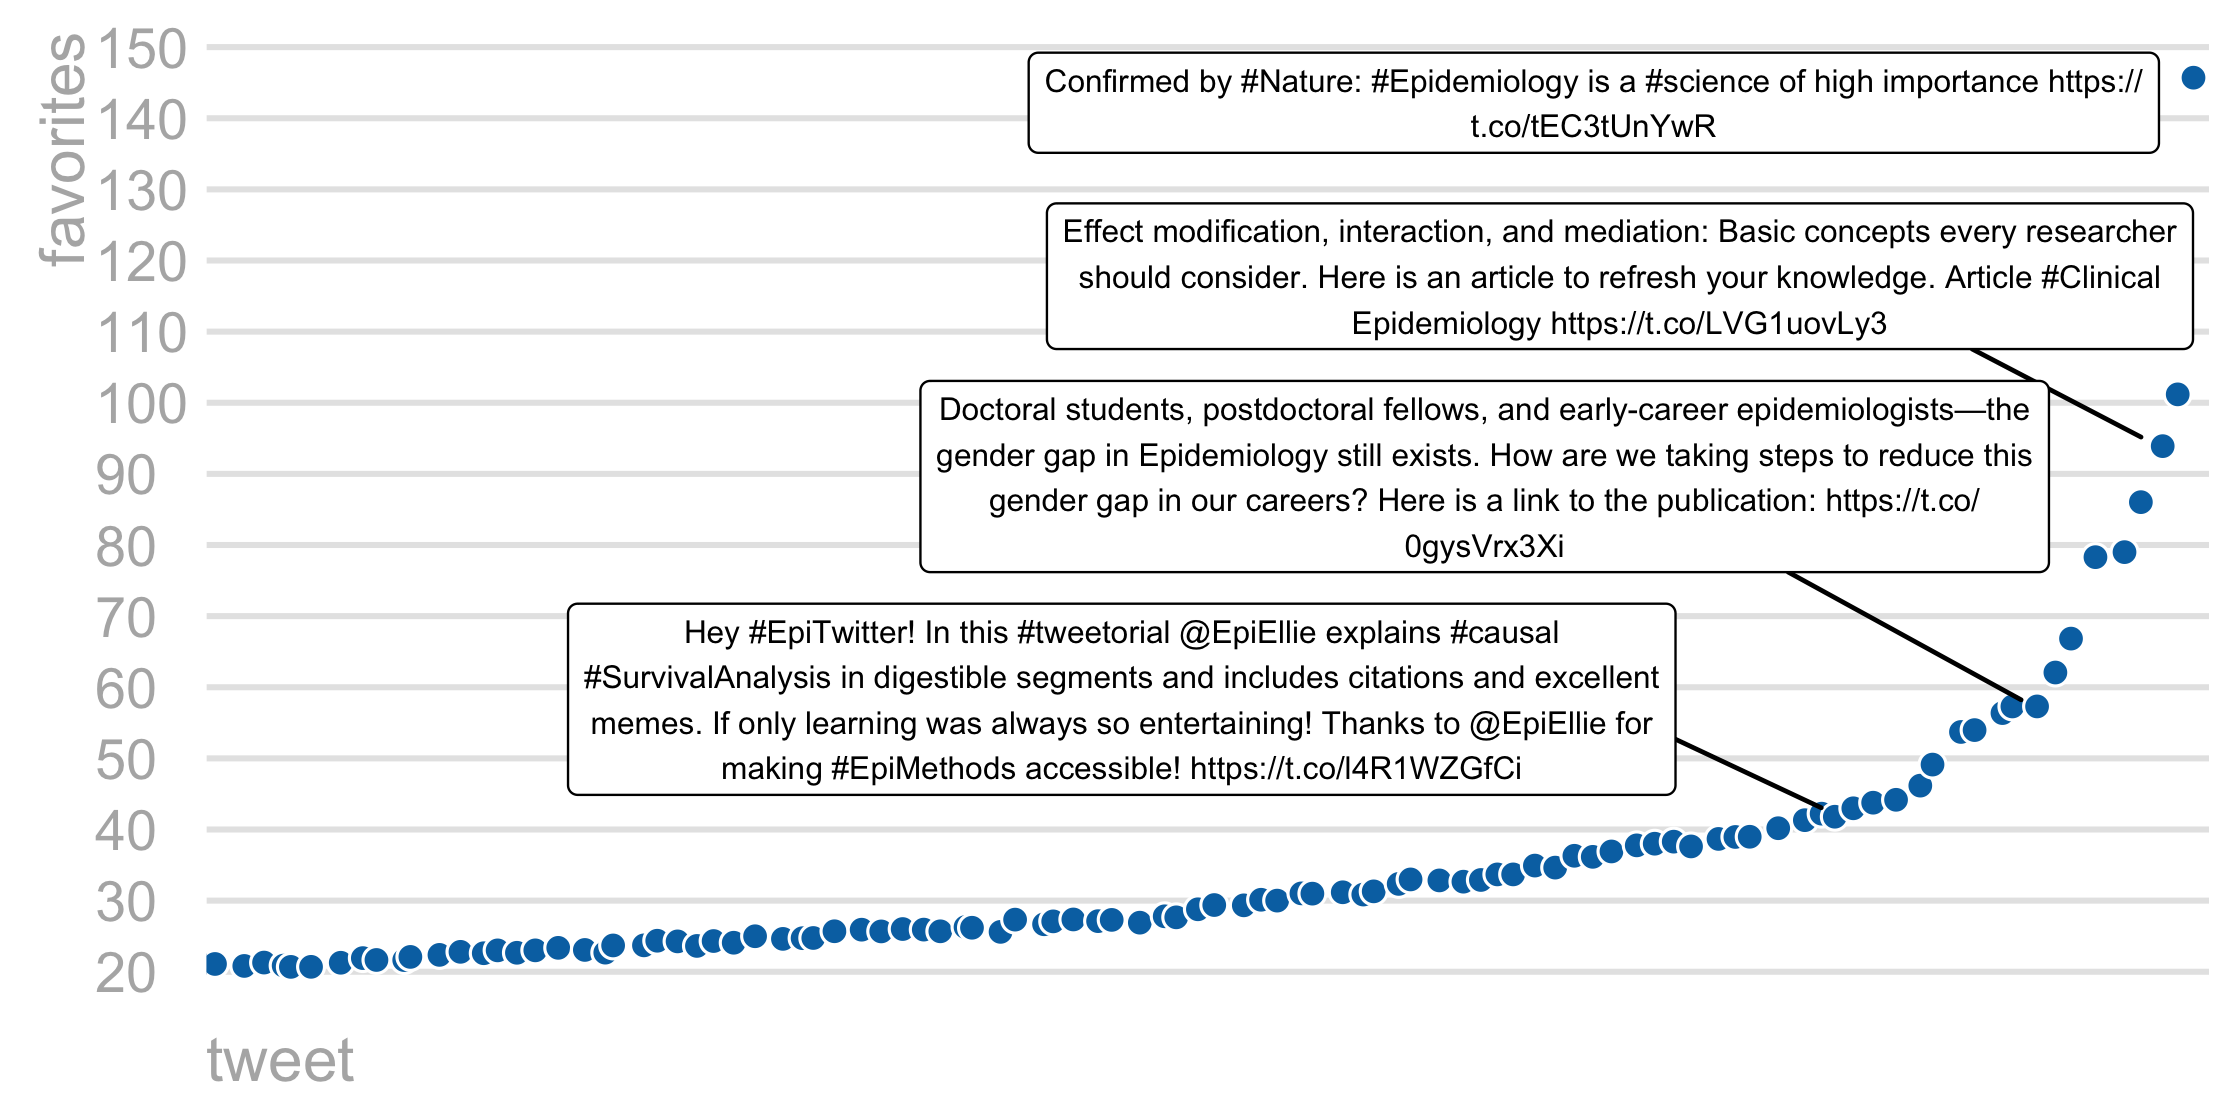 favorites
150
140
130
120
110
100
90
80
70
60
50
40
30
20
Confirmed by #Nature: #Epidemiology is a #science of high importance https://
t.co/tEC3tUnYwR
Effect modification, interaction, and mediation: Basic concepts every researcher
should consider. Here is an article to refresh your knowledge. Article #Clinical
Epidemiology https://t.co/LVG1uovLy3
Doctoral students, postdoctoral fellows, and early-career epidemiologists—the
gender gap in Epidemiology still exists. How are we taking steps to reduce this
gender gap in our careers? Here is a link to the publication: https://t.co/
0gysVrx3Xi
Hey #EpiTwitter! In this #tweetorial @EpiEllie explains #causal
#SurvivalAnalysis in digestible segments and includes citations and excellent
memes. If only learning was always so entertaining! Thanks to @EpiEllie for
making #EpiMethods accessible! https://t.co/l4R1WZGfCi
tweet